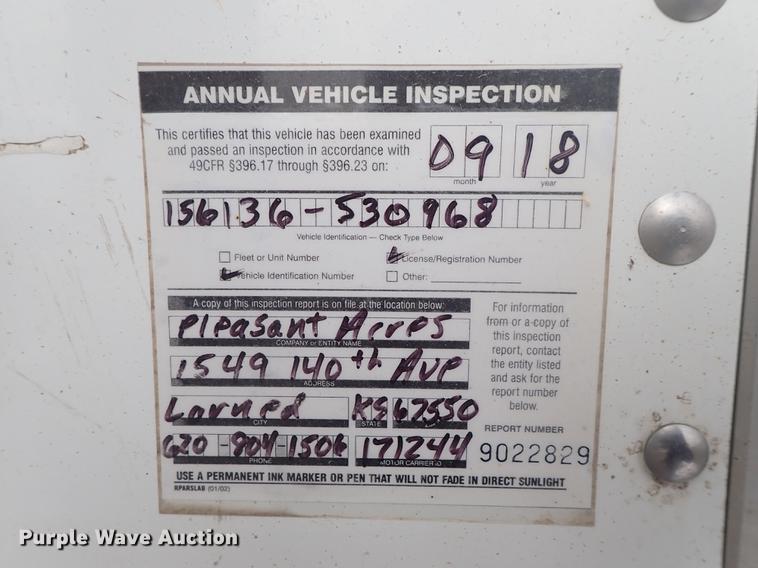 ANNUAL VEHICLE INSPECTION
This certifies that this vehicle has been examined
and passed an inspection in accordance with
49CFR §396.17 through §396.23 on:
09 18
month year
156136-530968
Vehicle Identification — Check Type Below
Fleet or Unit Number License/Registration Number
Vehicle Identification Number Other:
A copy of this inspection report is on file at the location below:
Pleasant Acres
COMPANY or ENTITY NAME
1549 140th Ave
ADDRESS
Larned KS 67550
CITY STATE
620-804-1506 171244
PHONE MOTOR CARRIER ID
For information
from or a copy of
this inspection
report, contact
the entity listed
and ask for the
report number
below.
REPORT NUMBER
9022829
USE A PERMANENT INK MARKER OR PEN THAT WILL NOT FADE IN DIRECT SUNLIGHT
RPARSLAB (01/02)
Purple Wave Auction